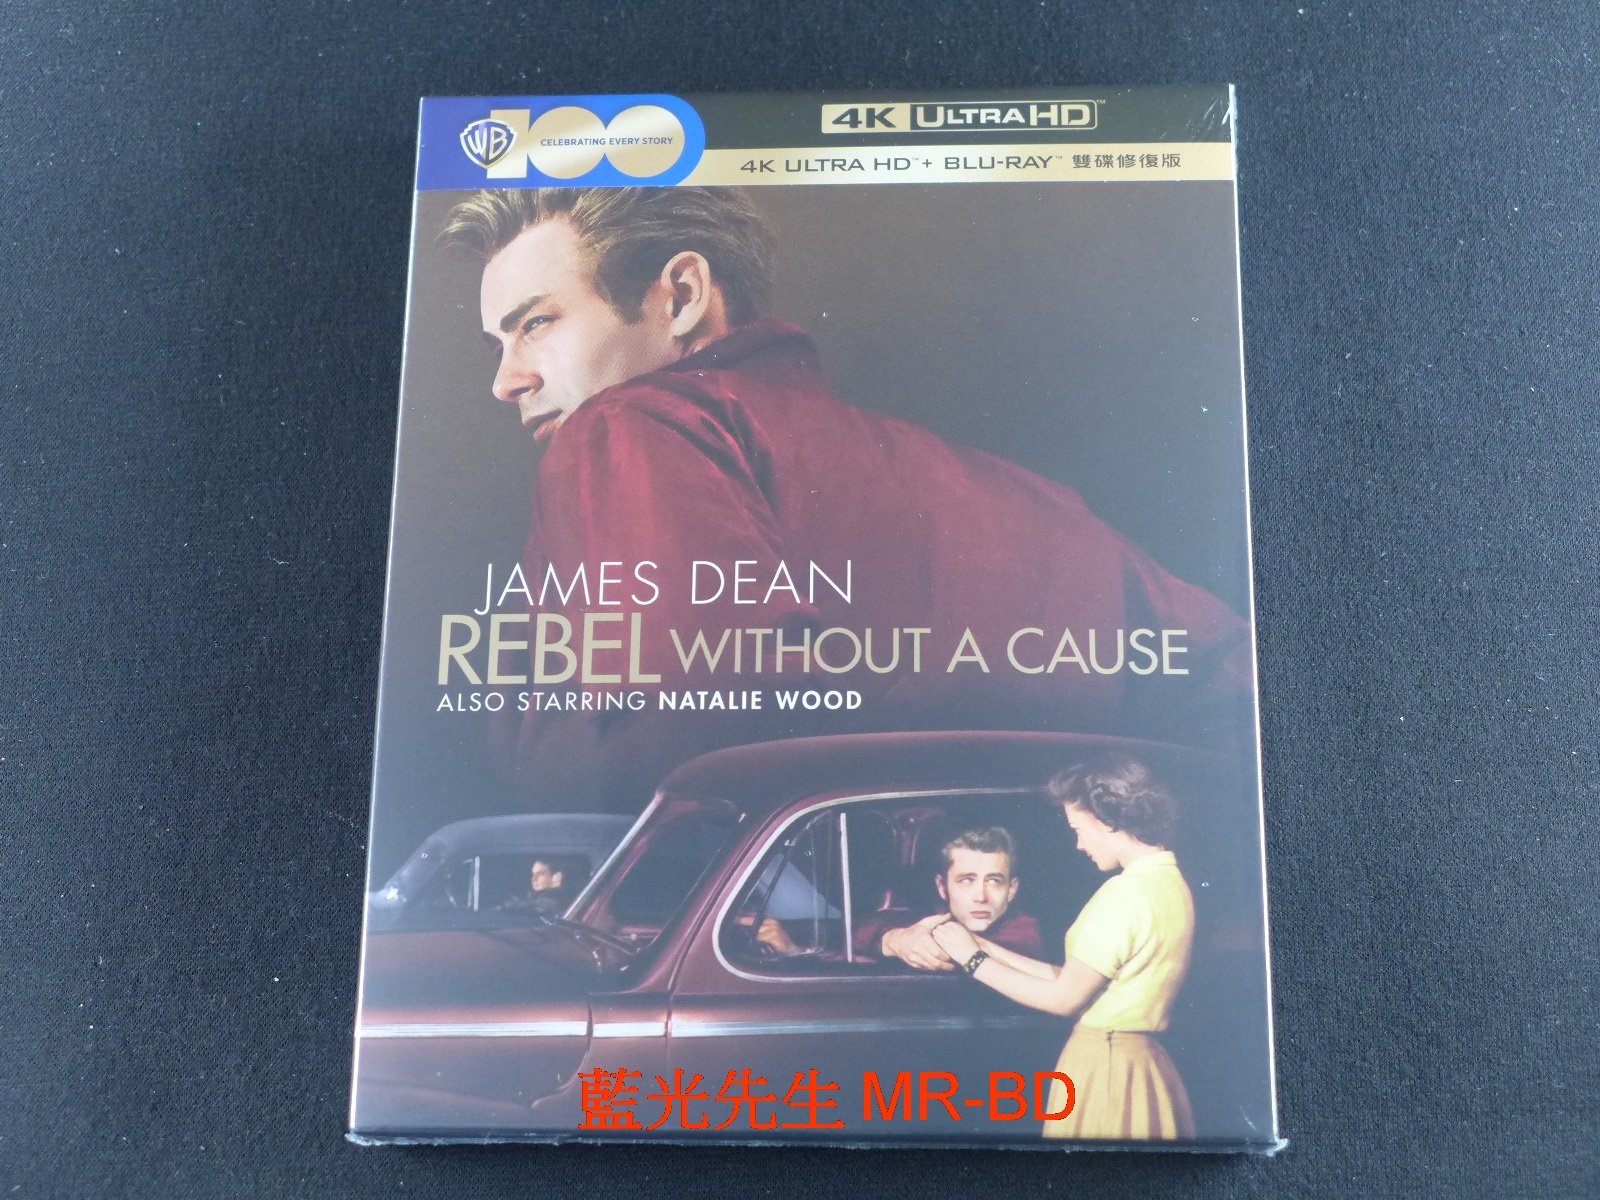 WB 100 CELEBRATING EVERY STORY
4K ULTRA HD™
4K ULTRA HD™ + BLU-RAY™ 雙碟修復版
JAMES DEAN
REBEL WITHOUT A CAUSE
ALSO STARRING NATALIE WOOD
藍光先生 MR-BD